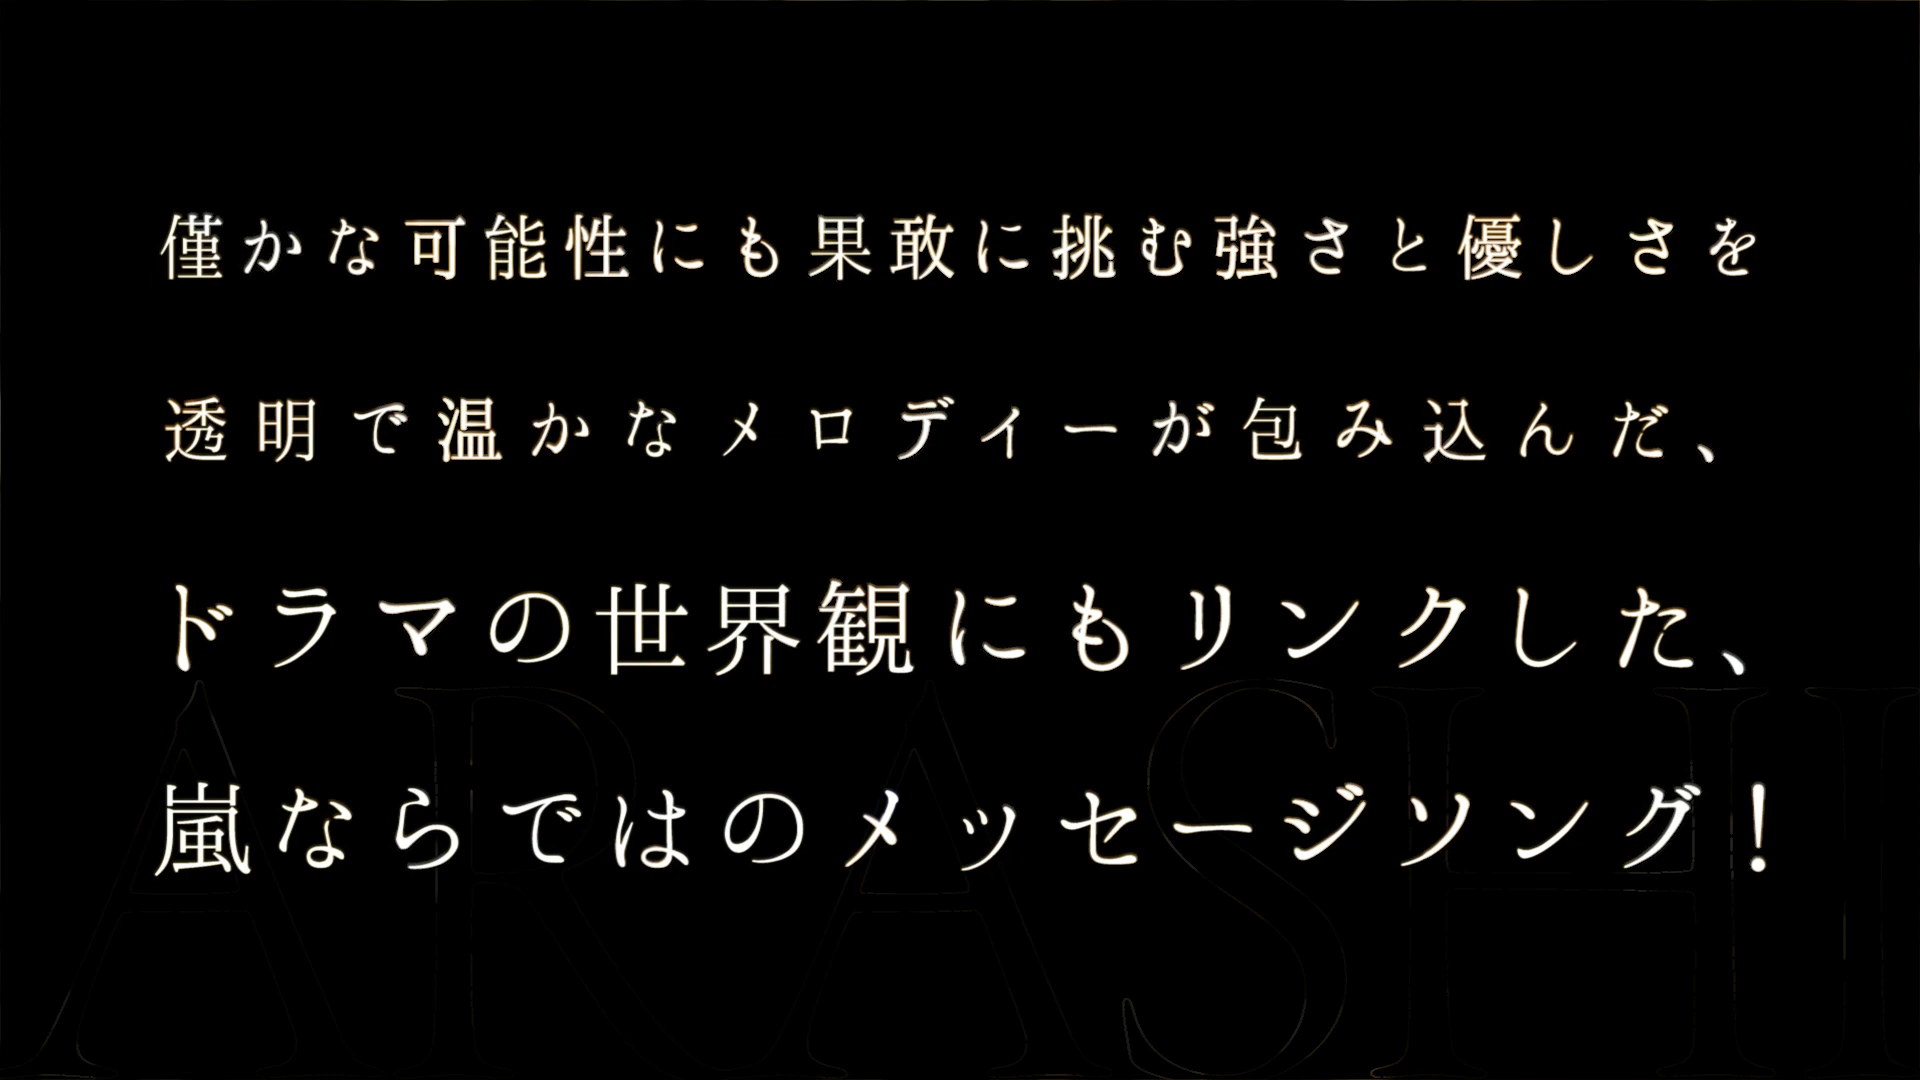 僅かな可能性にも果敢に挑む強さと優しさを
透明で温かなメロディーが包み込んだ、
ドラマの世界観にもリンクした、
嵐ならではのメッセージソング！
ARASHI